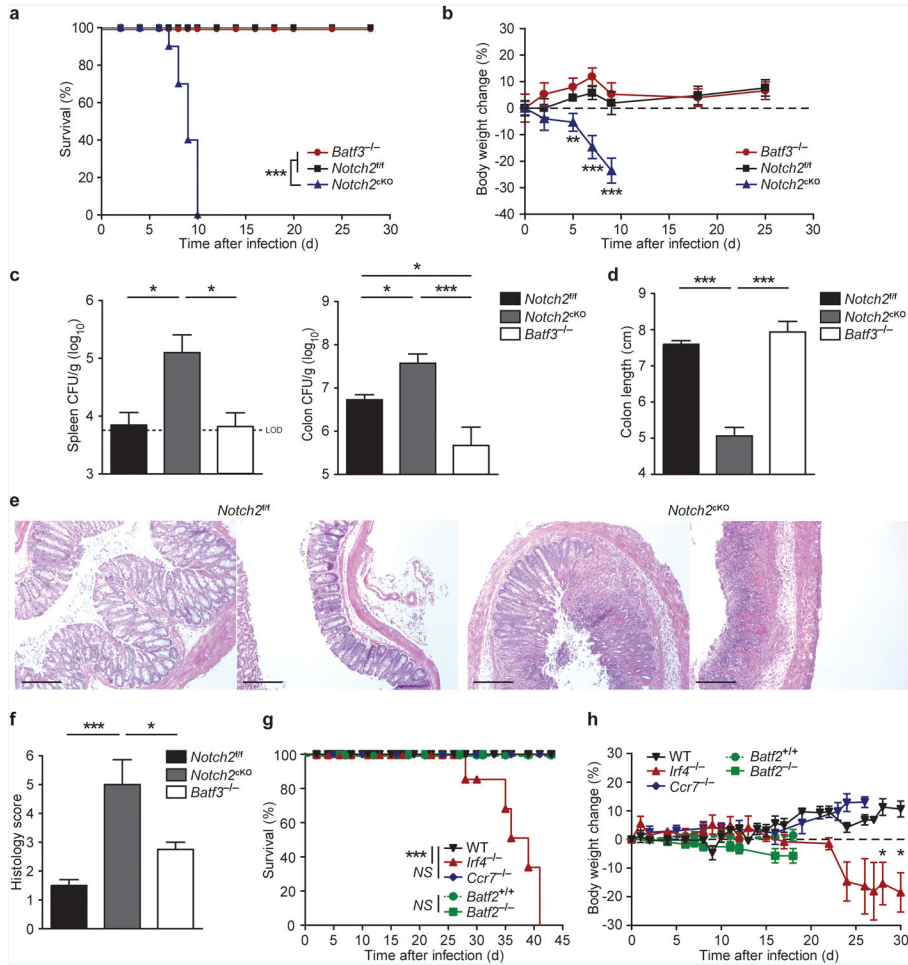 a
Survival (%)
100
80
60
40
20
0
0 4 8 12 16 20 24 28
Time after infection (d)
***
Batf3–/–
Notch2f/f
Notch2cKO
b
Body weight change (%)
30
20
10
0
-10
-20
-30
-40
0 5 10 15 20 25 30
Time after infection (d)
**
***
***
Batf3–/–
Notch2f/f
Notch2cKO
c
* *
Spleen CFU/g (log10)
6
5
4
3
LOD
*
* ***
Colon CFU/g (log10)
9
8
7
6
5
Notch2f/f
Notch2cKO
Batf3–/–
d
*** ***
Colon length (cm)
9
8
7
6
5
4
Notch2f/f
Notch2cKO
Batf3–/–
e
Notch2f/f Notch2cKO
f
*** *
Histology score
6
5
4
3
2
1
0
Notch2f/f
Notch2cKO
Batf3–/–
g
Survival (%)
100
80
60
40
20
0
0 5 10 15 20 25 30 35 40 45
Time after infection (d)
***
NS
WT
Irf4–/–
Ccr7–/–
NS
Batf2+/+
Batf2–/–
h
Body weight change (%)
30
20
10
0
-10
-20
-30
0 5 10 15 20 25 30
Time after infection (d)
WT
Irf4–/–
Ccr7–/–
Batf2+/+
Batf2–/–
* *